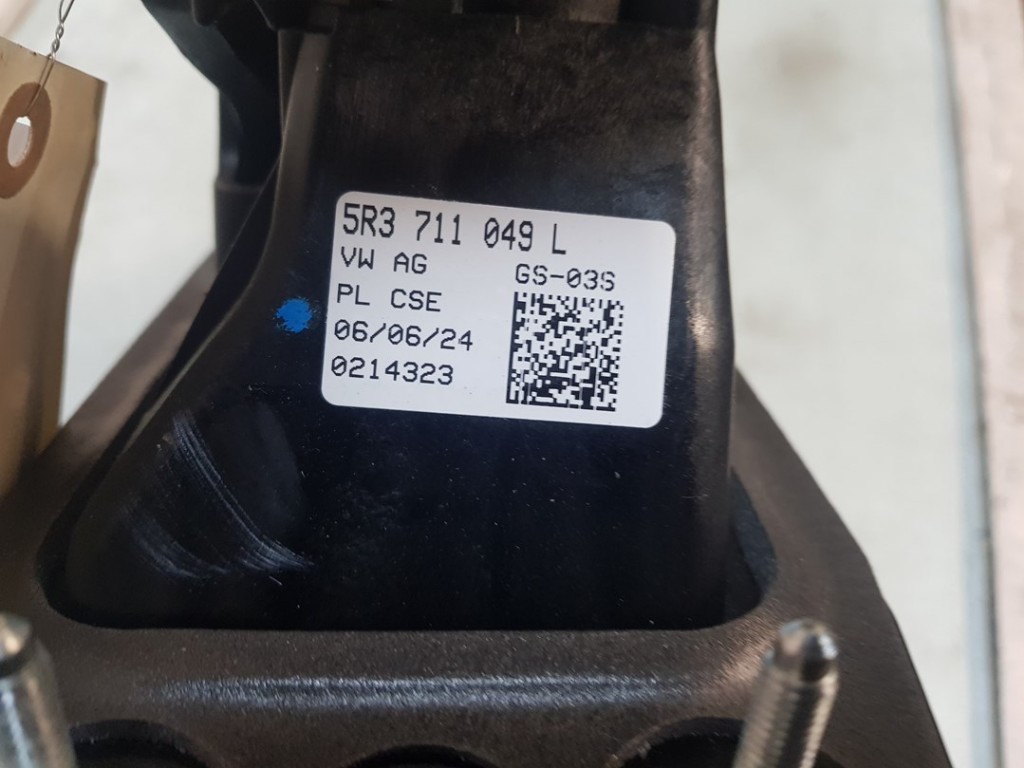 5R3 711 049 L
VW AG
GS-03S
PL CSE
06/06/24
0214323